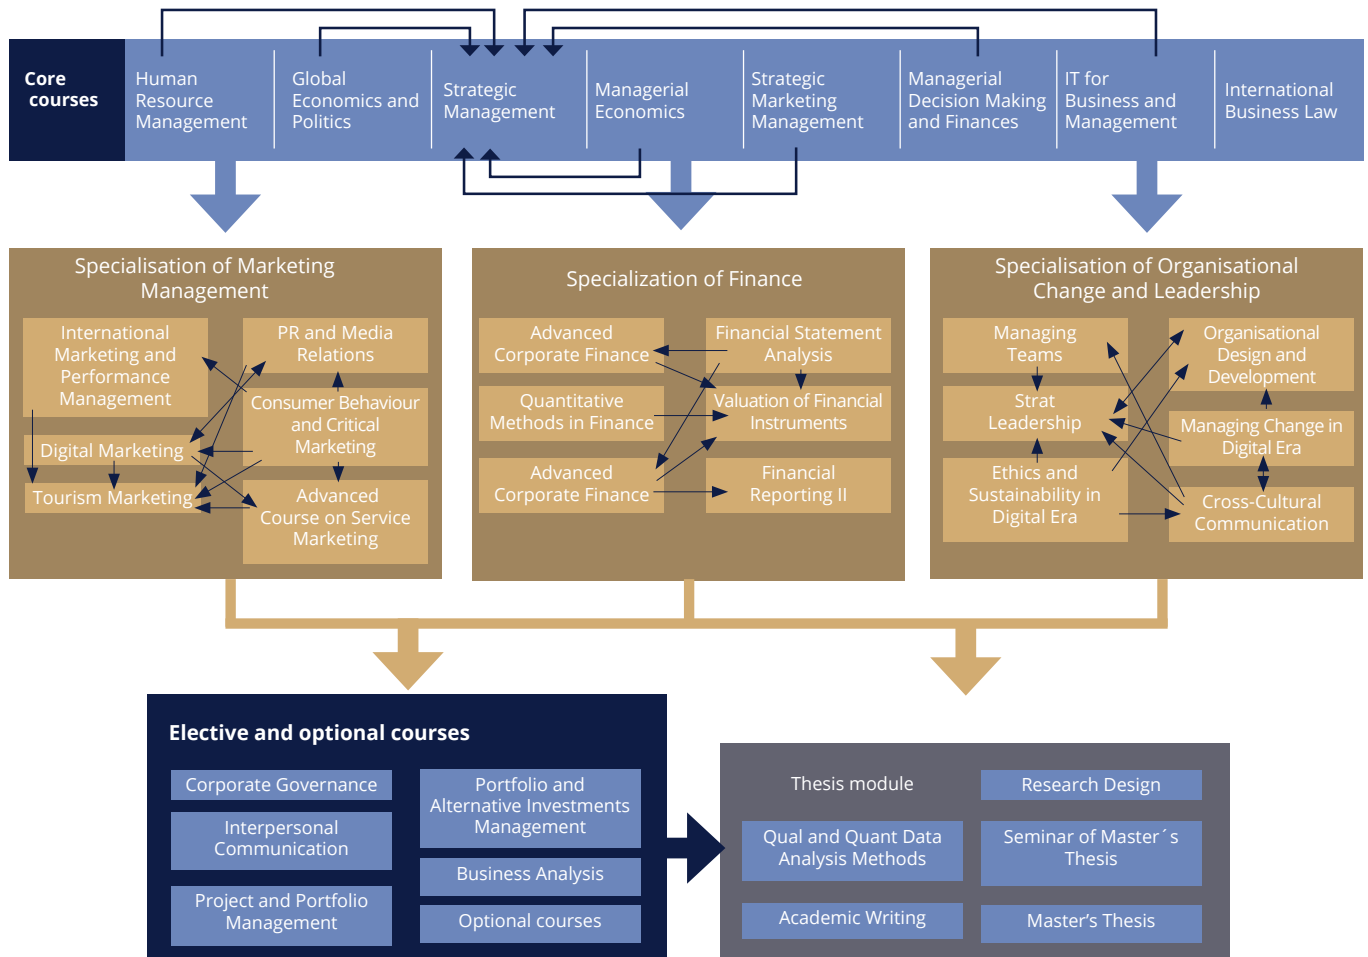 Core
courses
Human
Resource
Management
Global
Economics and
Politics
Strategic
Management
Managerial
Economics
Strategic
Marketing
Management
Managerial
Decision Making
and Finances
IT for
Business and
Management
International
Business Law
Specialisation of Marketing
Management
International
Marketing and
Performance
Management
PR and Media
Relations
Consumer Behaviour
and Critical
Marketing
Digital Marketing
Tourism Marketing
Advanced
Course on Service
Marketing
Specialization of Finance
Advanced
Corporate Finance
Financial Statement
Analysis
Quantitative
Methods in Finance
Valuation of Financial
Instruments
Advanced
Corporate Finance
Financial
Reporting II
Specialisation of Organisational
Change and Leadership
Managing
Teams
Organisational
Design and
Development
Strat
Leadership
Managing Change in
Digital Era
Ethics and
Sustainability in
Digital Era
Cross-Cultural
Communication
Elective and optional courses
Corporate Governance
Interpersonal
Communication
Project and Portfolio
Management
Portfolio and
Alternative Investments
Management
Business Analysis
Optional courses
Thesis module
Research Design
Qual and Quant Data
Analysis Methods
Seminar of Master´s
Thesis
Academic Writing
Master’s Thesis